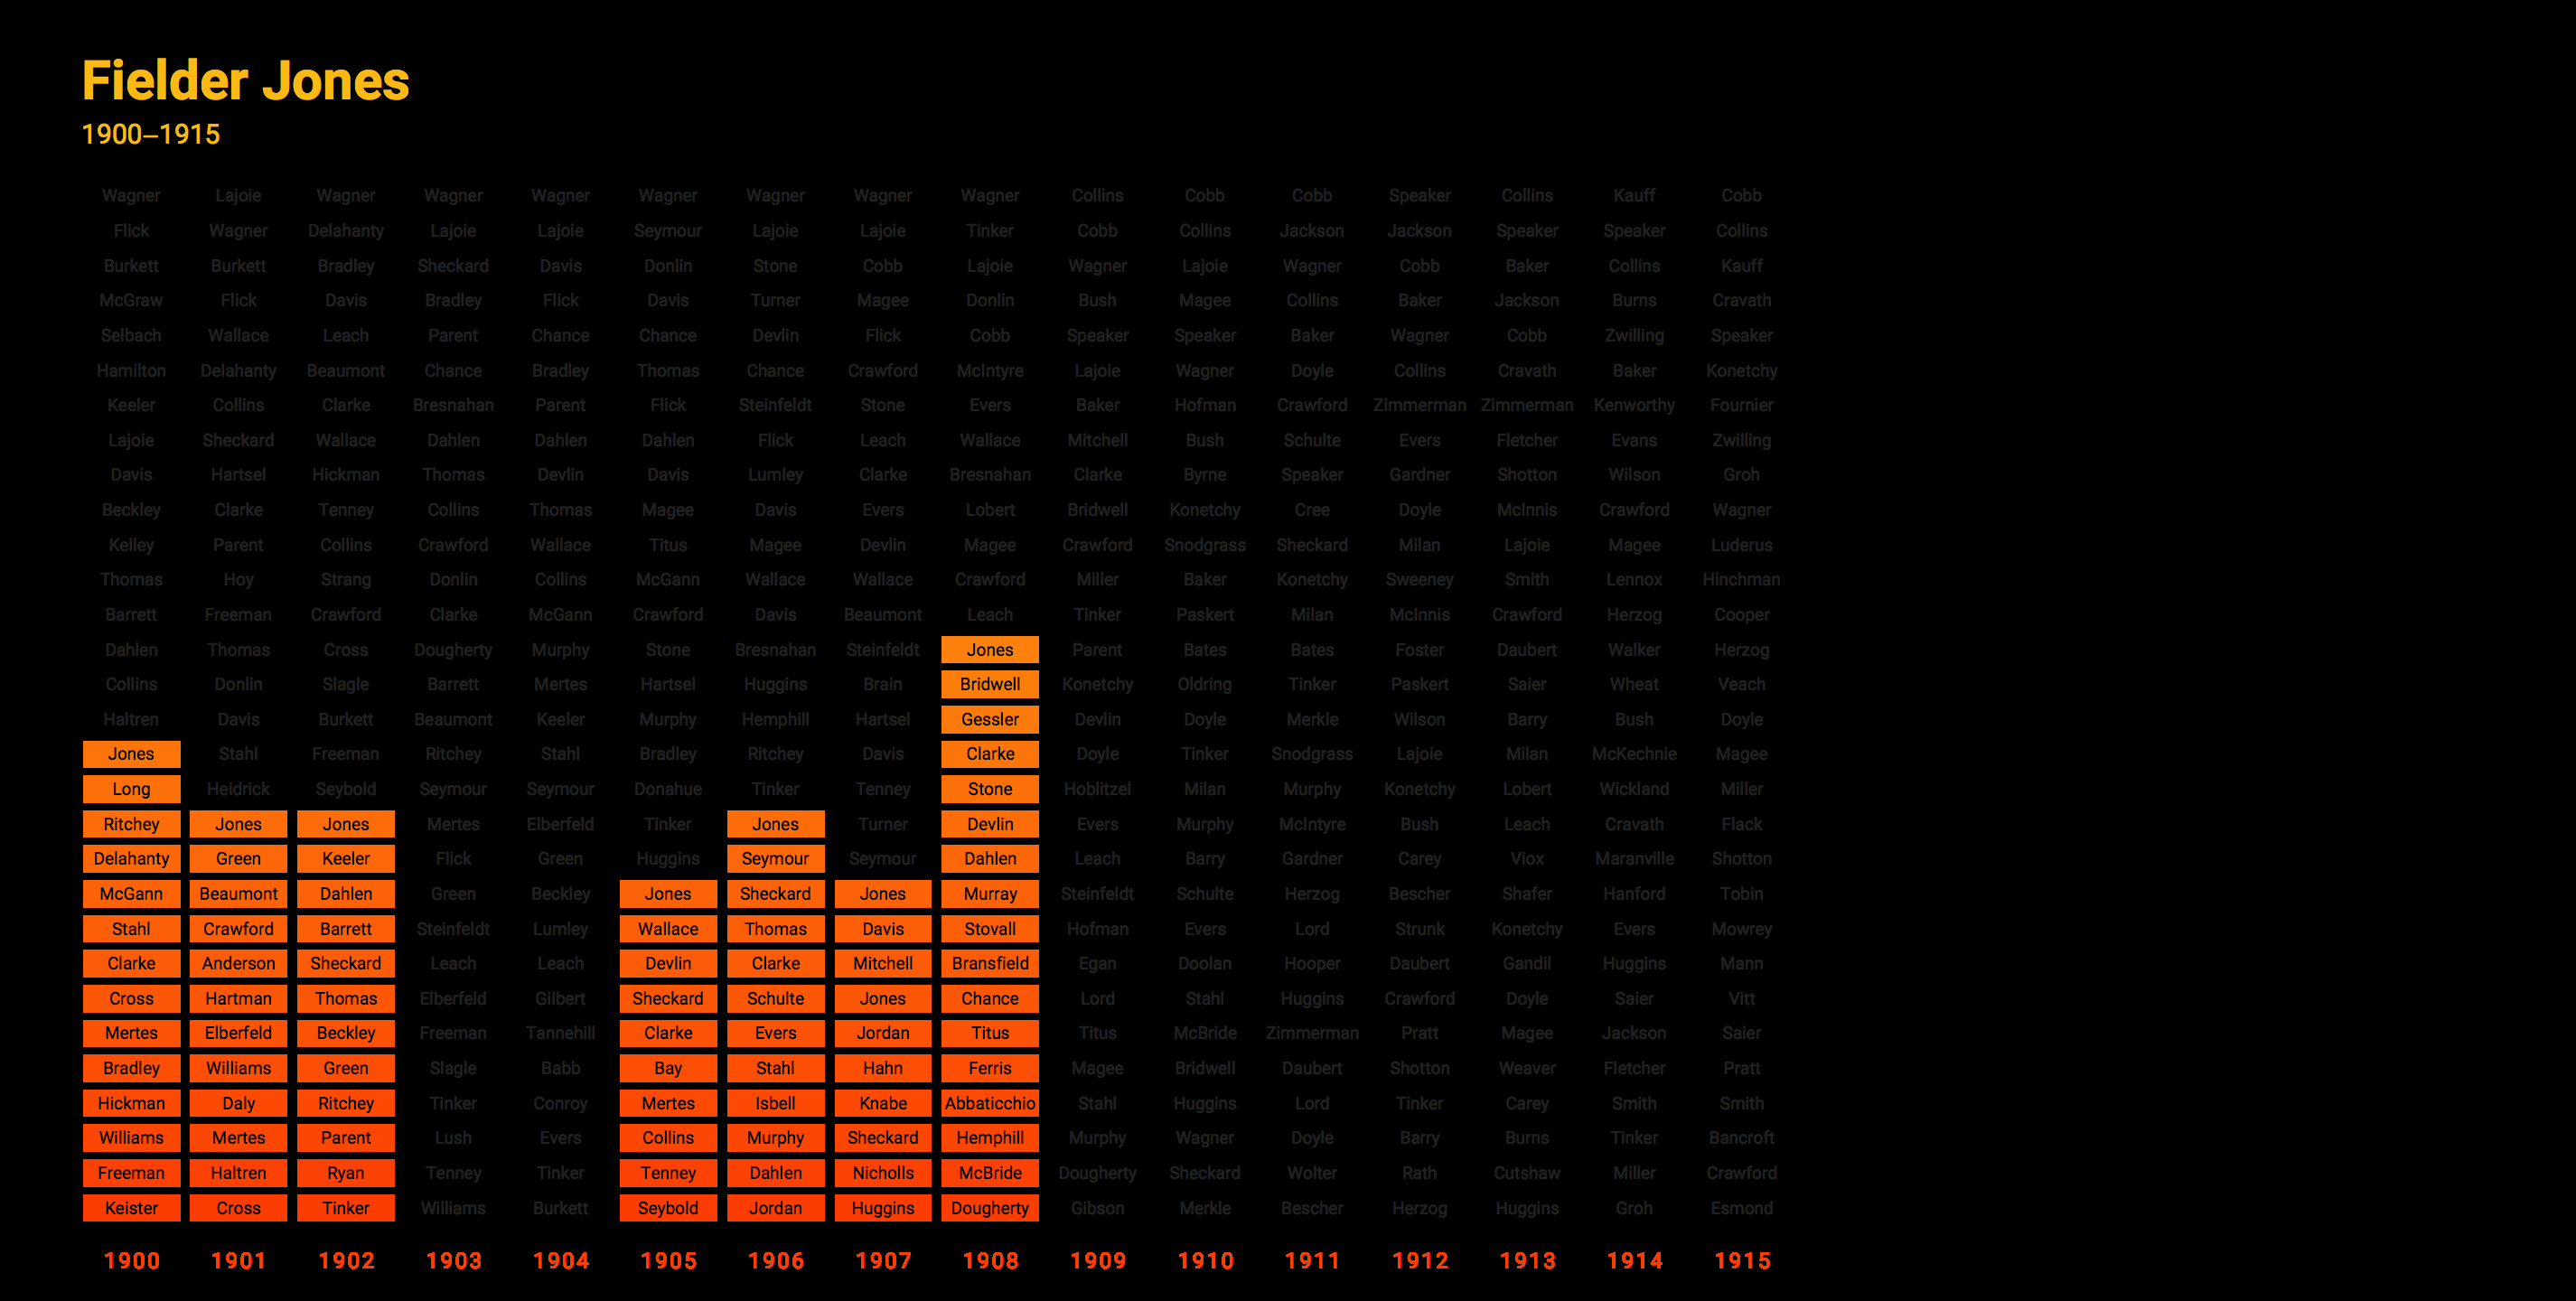 Fielder Jones
1900–1915
Wagner Lajoie Wagner Wagner Wagner Wagner Wagner Wagner Wagner Collins Cobb Cobb Speaker Collins Kauff Cobb
Flick Wagner Delahanty Lajoie Lajoie Seymour Lajoie Lajoie Tinker Cobb Collins Jackson Jackson Speaker Speaker Collins
Burkett Burkett Bradley Sheckard Davis Donlin Stone Cobb Lajoie Wagner Lajoie Wagner Cobb Baker Collins Kauff
McGraw Flick Davis Bradley Flick Davis Turner Magee Donlin Bush Magee Collins Baker Jackson Burns Cravath
Selbach Wallace Leach Parent Chance Chance Devlin Flick Cobb Speaker Speaker Baker Wagner Cobb Zwilling Speaker
Hamilton Delahanty Beaumont Chance Bradley Thomas Chance Crawford McIntyre Lajoie Wagner Doyle Collins Cravath Baker Konetchy
Keeler Collins Clarke Bresnahan Parent Flick Steinfeldt Stone Evers Baker Hofman Crawford Zimmerman Zimmerman Kenworthy Fournier
Lajoie Sheckard Wallace Dahlen Dahlen Dahlen Flick Leach Wallace Mitchell Bush Schulte Evers Fletcher Evans Zwilling
Davis Hartsel Hickman Thomas Devlin Davis Lumley Clarke Bresnahan Clarke Byrne Speaker Gardner Shotton Wilson Groh
Beckley Clarke Tenney Collins Thomas Magee Davis Evers Lobert Bridwell Konetchy Cree Doyle McInnis Crawford Wagner
Kelley Parent Collins Crawford Wallace Titus Magee Devlin Magee Crawford Snodgrass Sheckard Milan Lajoie Magee Luderus
Thomas Hoy Strang Donlin Collins McGann Wallace Wallace Crawford Miller Baker Konetchy Sweeney Smith Lennox Hinchman
Barrett Freeman Crawford Clarke McGann Crawford Davis Beaumont Leach Tinker Paskert Milan McInnis Crawford Herzog Cooper
Dahlen Thomas Cross Dougherty Murphy Stone Bresnahan Steinfeldt Jones Parent Bates Bates Foster Daubert Walker Herzog
Collins Donlin Slagle Barrett Mertes Hartsel Huggins Brain Bridwell Konetchy Oldring Tinker Paskert Saier Wheat Veach
Haltren Davis Burkett Beaumont Keeler Murphy Hemphill Hartsel Gessler Devlin Doyle Merkle Wilson Barry Bush Doyle
Jones Stahl Freeman Ritchey Stahl Bradley Ritchey Davis Clarke Doyle Tinker Snodgrass Lajoie Milan McKechnie Magee
Long Heidrick Seybold Seymour Seymour Donahue Tinker Tenney Stone Hoblitzel Milan Murphy Konetchy Lobert Wickland Miller
Ritchey Jones Jones Mertes Elberfeld Tinker Jones Turner Devlin Evers Murphy McIntyre Bush Leach Cravath Flack
Delahanty Green Keeler Flick Green Huggins Seymour Seymour Dahlen Leach Barry Gardner Carey Viox Maranville Shotton
McGann Beaumont Dahlen Green Beckley Jones Sheckard Jones Murray Steinfeldt Schulte Herzog Bescher Shafer Hanford Tobin
Stahl Crawford Barrett Steinfeldt Lumley Wallace Thomas Davis Stovall Hofman Evers Lord Strunk Konetchy Evers Mowrey
Clarke Anderson Sheckard Leach Leach Devlin Clarke Mitchell Bransfield Egan Doolan Hooper Daubert Gandil Huggins Mann
Cross Hartman Thomas Elberfeld Gilbert Sheckard Schulte Jones Chance Lord Stahl Huggins Crawford Doyle Saier Vitt
Mertes Elberfeld Beckley Freeman Tannehill Clarke Evers Jordan Titus Titus McBride Zimmerman Pratt Magee Jackson Saier
Bradley Williams Green Slagle Babb Bay Stahl Hahn Ferris Magee Bridwell Daubert Shotton Weaver Fletcher Pratt
Hickman Daly Ritchey Tinker Conroy Mertes Isbell Knabe Abbaticchio Stahl Huggins Lord Tinker Carey Smith Smith
Williams Mertes Parent Lush Evers Collins Murphy Sheckard Hemphill Murphy Wagner Doyle Barry Burns Tinker Bancroft
Freeman Haltren Ryan Tenney Tinker Tenney Dahlen Nicholls McBride Dougherty Sheckard Wolter Rath Cutshaw Miller Crawford
Keister Cross Tinker Williams Burkett Seybold Jordan Huggins Dougherty Gibson Merkle Bescher Herzog Huggins Groh Esmond
1900 1901 1902 1903 1904 1905 1906 1907 1908 1909 1910 1911 1912 1913 1914 1915